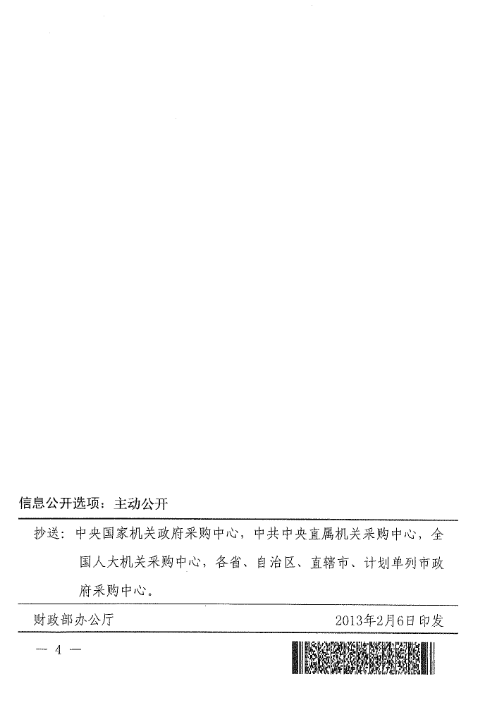 信息公开选项：主动公开
抄送：中央国家机关政府采购中心，中共中央直属机关采购中心，全
国人大机关采购中心，各省、自治区、直辖市、计划单列市政
府采购中心。
财政部办公厅 2013年2月6日印发
— 4 —